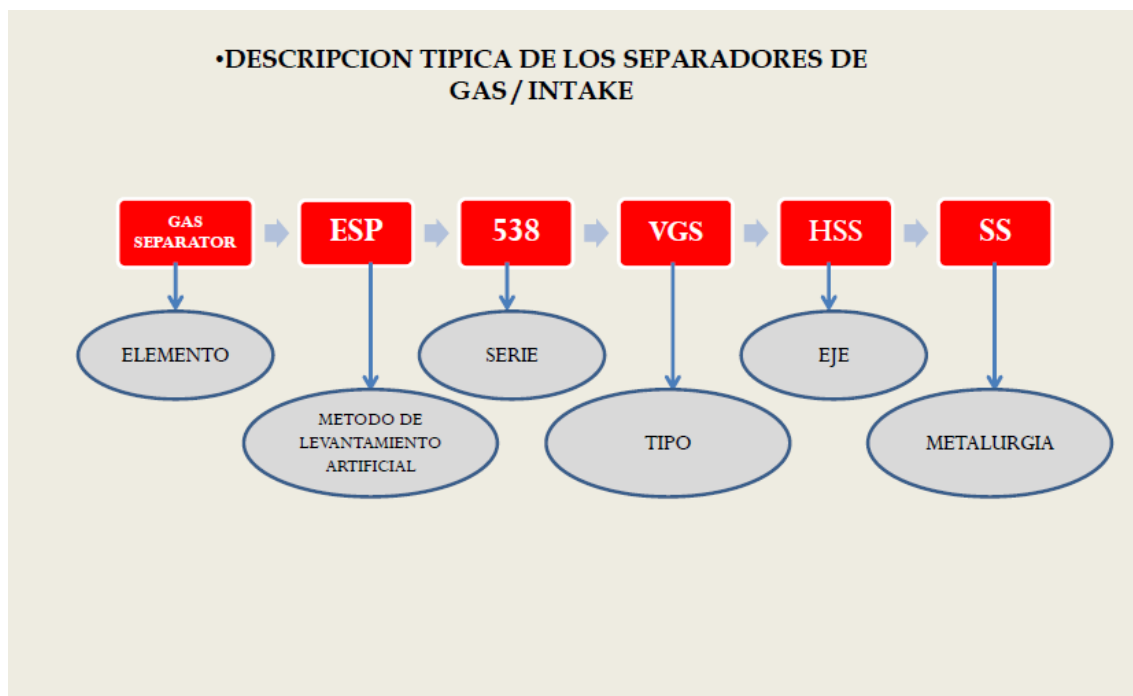 •DESCRIPCION TIPICA DE LOS SEPARADORES DE
GAS / INTAKE
GAS
SEPARATOR
ESP
538
VGS
HSS
SS
ELEMENTO
SERIE
EJE
METODO DE
LEVANTAMIENTO
ARTIFICIAL
TIPO
METALURGIA